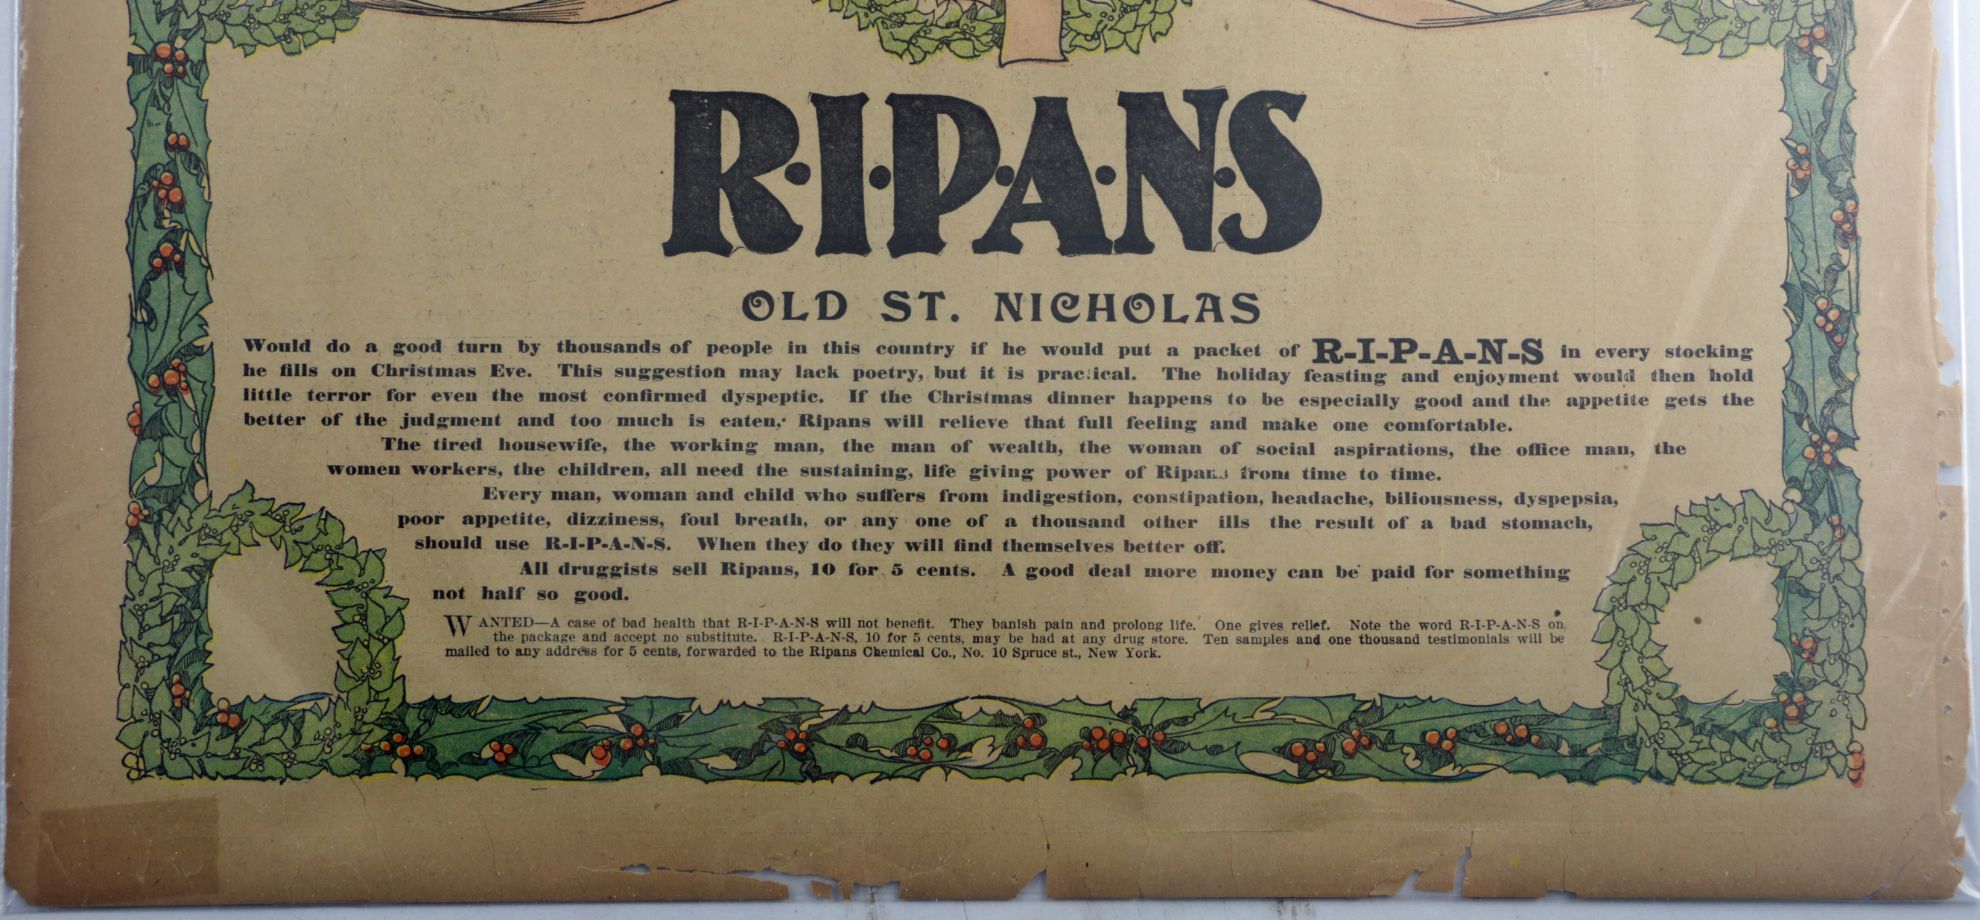 R·I·P·A·N·S
OLD ST. NICHOLAS
Would do a good turn by thousands of people in this country if he would put a packet of R-I-P-A-N-S in every stocking
he fills on Christmas Eve. This suggestion may lack poetry, but it is practical. The holiday feasting and enjoyment would then hold
little terror for even the most confirmed dyspeptic. If the Christmas dinner happens to be especially good and the appetite gets the
better of the judgment and too much is eaten, Ripans will relieve that full feeling and make one comfortable.
The tired housewife, the working man, the man of wealth, the woman of social aspirations, the office man, the
women workers, the children, all need the sustaining, life giving power of Ripans from time to time.
Every man, woman and child who suffers from indigestion, constipation, headache, biliousness, dyspepsia,
poor appetite, dizziness, foul breath, or any one of a thousand other ills the result of a bad stomach,
should use R-I-P-A-N-S. When they do they will find themselves better off.
All druggists sell Ripans, 10 for 5 cents. A good deal more money can be paid for something
not half so good.
WANTED—A case of bad health that R-I-P-A-N-S will not benefit. They banish pain and prolong life. One gives relief. Note the word R-I-P-A-N-S on
the package and accept no substitute. R-I-P-A-N-S, 10 for 5 cents, may be had at any drug store. Ten samples and one thousand testimonials will be
mailed to any address for 5 cents, forwarded to the Ripans Chemical Co., No. 10 Spruce st., New York.